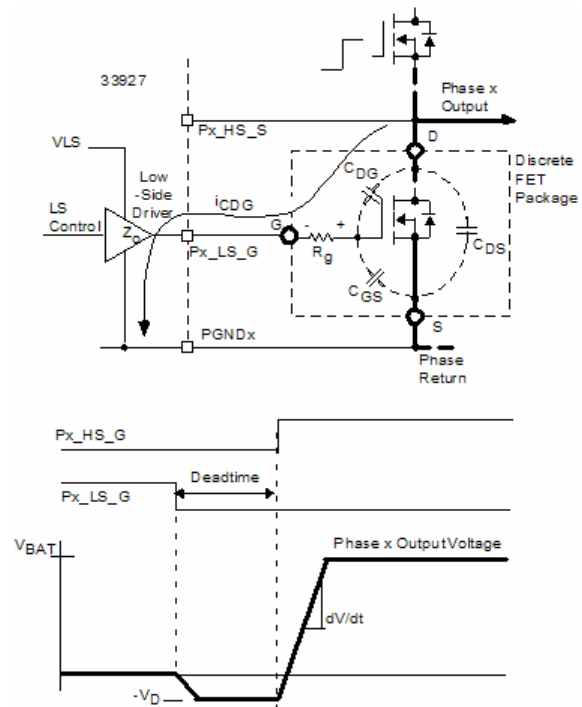 33927
Px_HS_S
Phase x
Output
D
VLS
Low
-Side
Driver
iCDG
CDG
Discrete
FET
Package
LS
Control
Zo
G
- +
Px_LS_G
Rg
CDS
CGS
S
PGNDx
Phase
Return
Px_HS_G
Deadtime
Px_LS_G
VBAT
Phase x Output Voltage
dV/dt
-VD